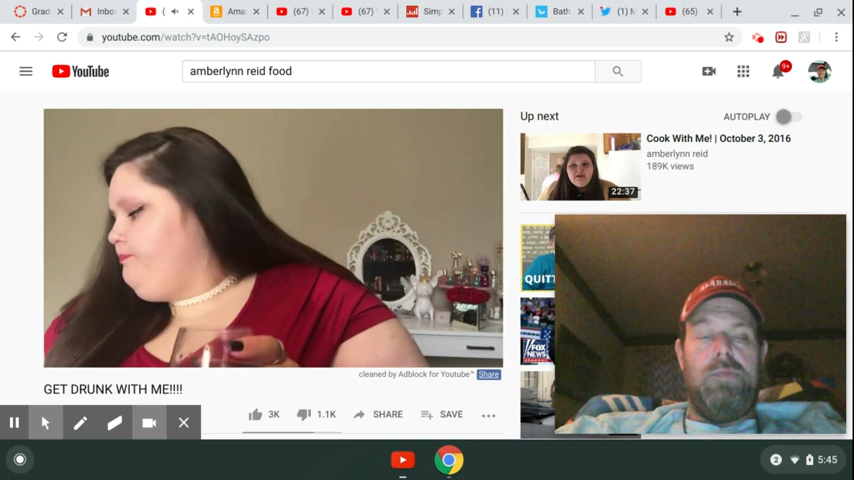 Grad
Inbo
(
Ama
(67)
(67)
Simp
(11)
Bath
(1) M
(65)
youtube.com/watch?v=tAOHoySAzpo
YouTube
amberlynn reid food
9+
Up next
AUTOPLAY
Cook With Me! | October 3, 2016
amberlynn reid
189K views
22:37
QUIT
FOX
NEWS
ALABAMA
cleaned by Adblock for Youtube™ Share
GET DRUNK WITH ME!!!!
3K
1.1K
SHARE
SAVE
2
5:45